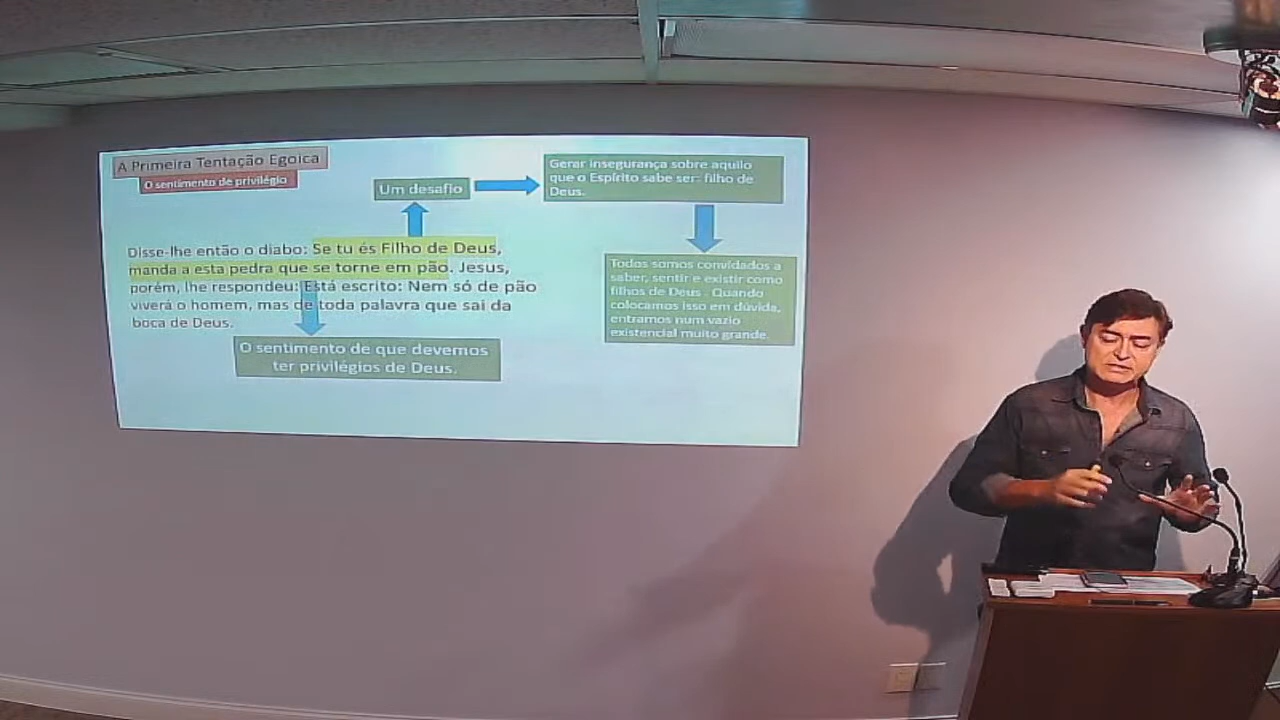 A Primeira Tentação Egoica
O sentimento de privilégio
Um desafio
Gerar insegurança sobre aquilo
que o Espírito sabe ser: filho de
Deus.
Disse-lhe então o diabo: Se tu és Filho de Deus,
manda a esta pedra que se torne em pão. Jesus,
porém, lhe respondeu: Está escrito: Nem só de pão
viverá o homem, mas de toda palavra que sai da
boca de Deus.
Todos somos convidados a
saber, sentir e existir como
filhos de Deus . Quando
colocamos isso em dúvida,
entramos num vazio
existencial muito grande.
O sentimento de que devemos
ter privilégios de Deus.